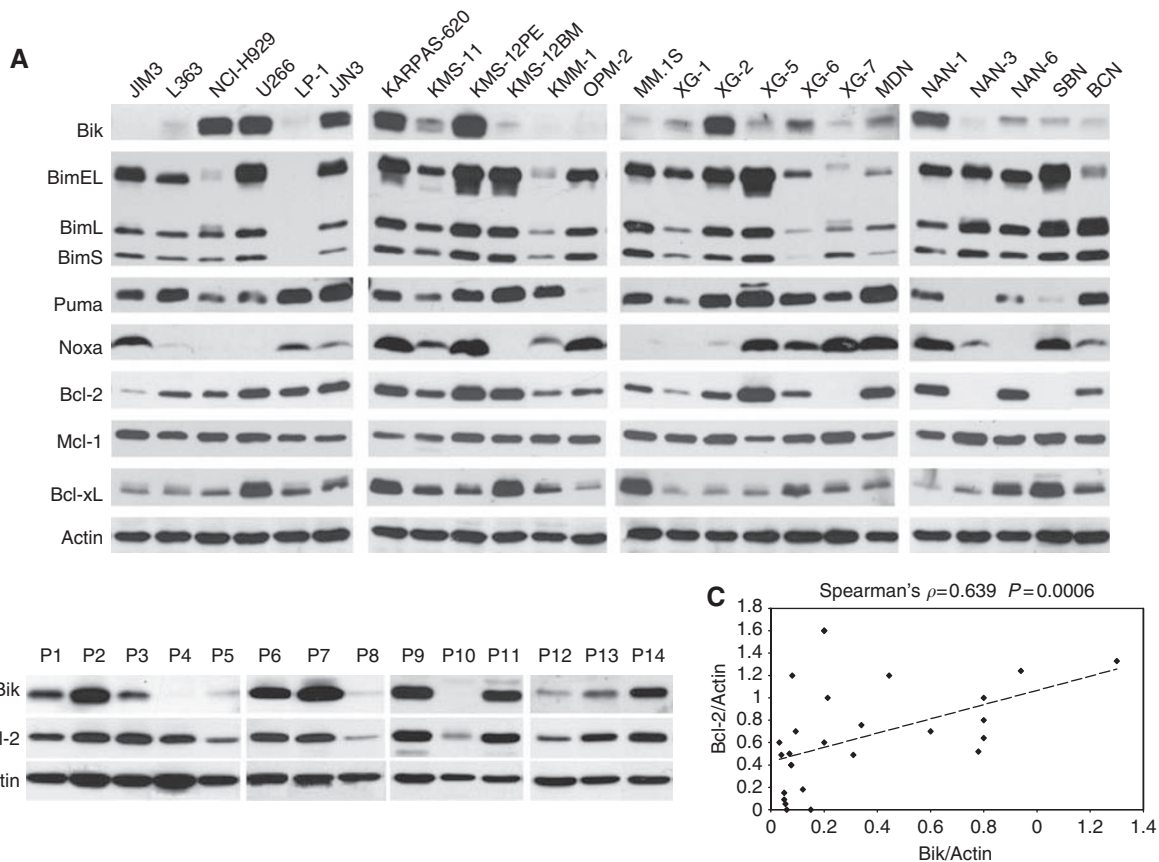 A
JIM3 L363 NCI-H929 U266 LP-1 JJN3 KARPAS-620 KMS-11 KMS-12PE KMS-12BM KMM-1 OPM-2 MM.1S XG-1 XG-2 XG-5 XG-6 XG-7 MDN NAN-1 NAN-3 NAN-6 SBN BCN
Bik
BimEL
BimL
BimS
Puma
Noxa
Bcl-2
Mcl-1
Bcl-xL
Actin
P1 P2 P3 P4 P5 P6 P7 P8 P9 P10 P11 P12 P13 P14
Bik
l-2
tin
C
Spearman's ρ=0.639 P=0.0006
Bcl-2/Actin
1.8
1.6
1.4
1.2
1
0.8
0.6
0.4
0.2
0
0 0.2 0.4 0.6 0.8 0 1.2 1.4
Bik/Actin